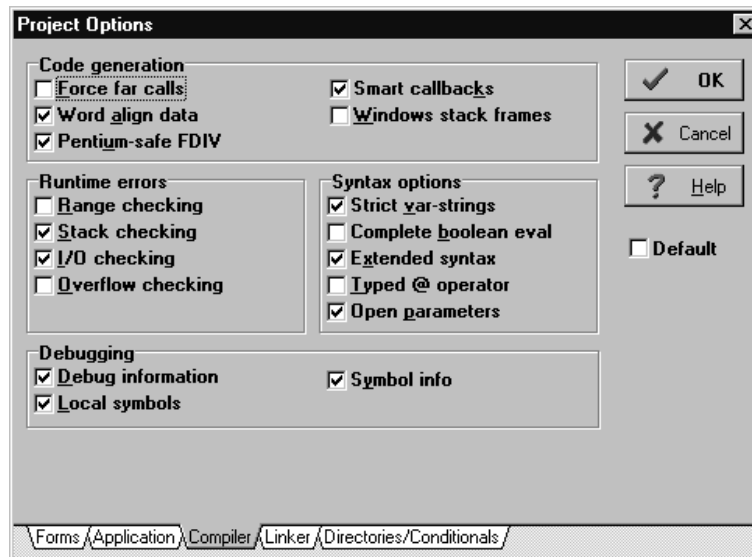 Project Options
Code generation
Force far calls
Word align data
Pentium-safe FDIV
Smart callbacks
Windows stack frames
OK
Cancel
Help
Default
Runtime errors
Range checking
Stack checking
I/O checking
Overflow checking
Syntax options
Strict var-strings
Complete boolean eval
Extended syntax
Typed @ operator
Open parameters
Debugging
Debug information
Local symbols
Symbol info
Forms Application Compiler Linker Directories/Conditionals